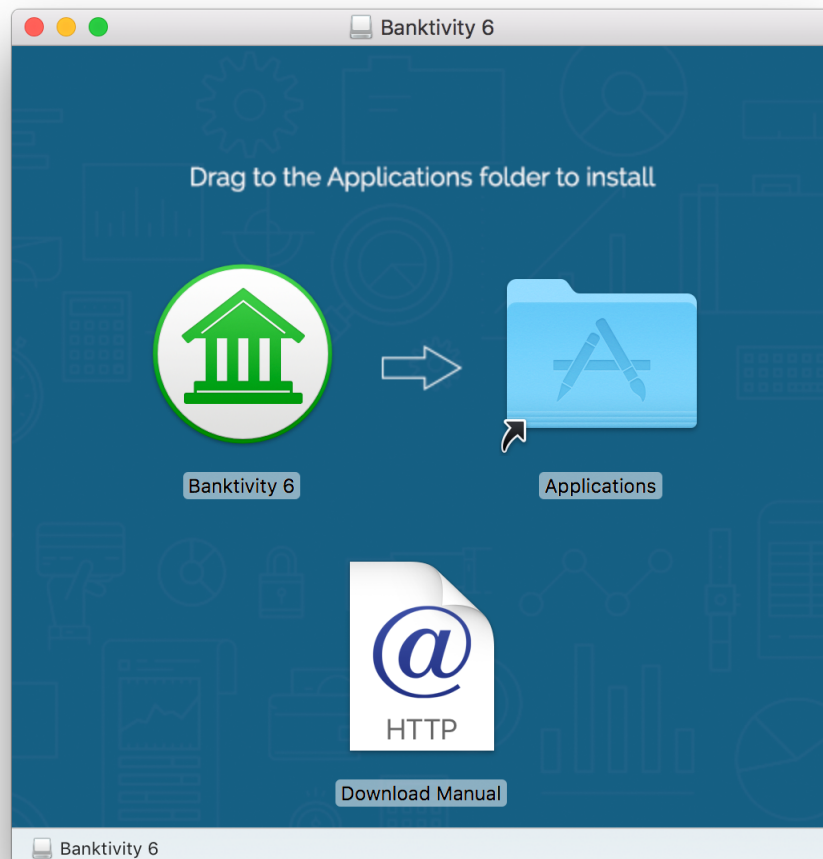 Banktivity 6
Drag to the Applications folder to install
Banktivity 6
Applications
@
HTTP
Download Manual
Banktivity 6